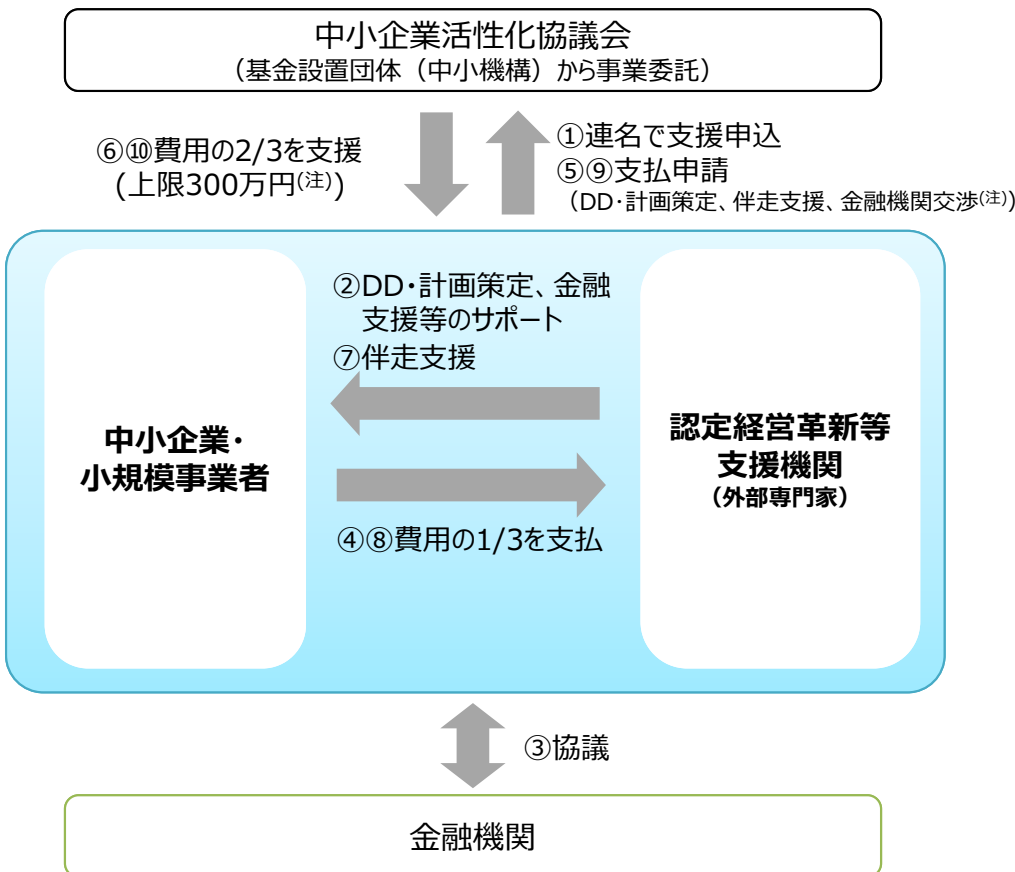 中小企業活性化協議会
（基金設置団体（中小機構）から事業委託）
⑥⑩費用の2/3を支援
(上限300万円(注))
①連名で支援申込
⑤⑨支払申請
（DD・計画策定、伴走支援、金融機関交渉(注)）
②DD・計画策定、金融
支援等のサポート
⑦伴走支援
中小企業・
小規模事業者
認定経営革新等
支援機関
（外部専門家）
④⑧費用の1/3を支払
③協議
金融機関